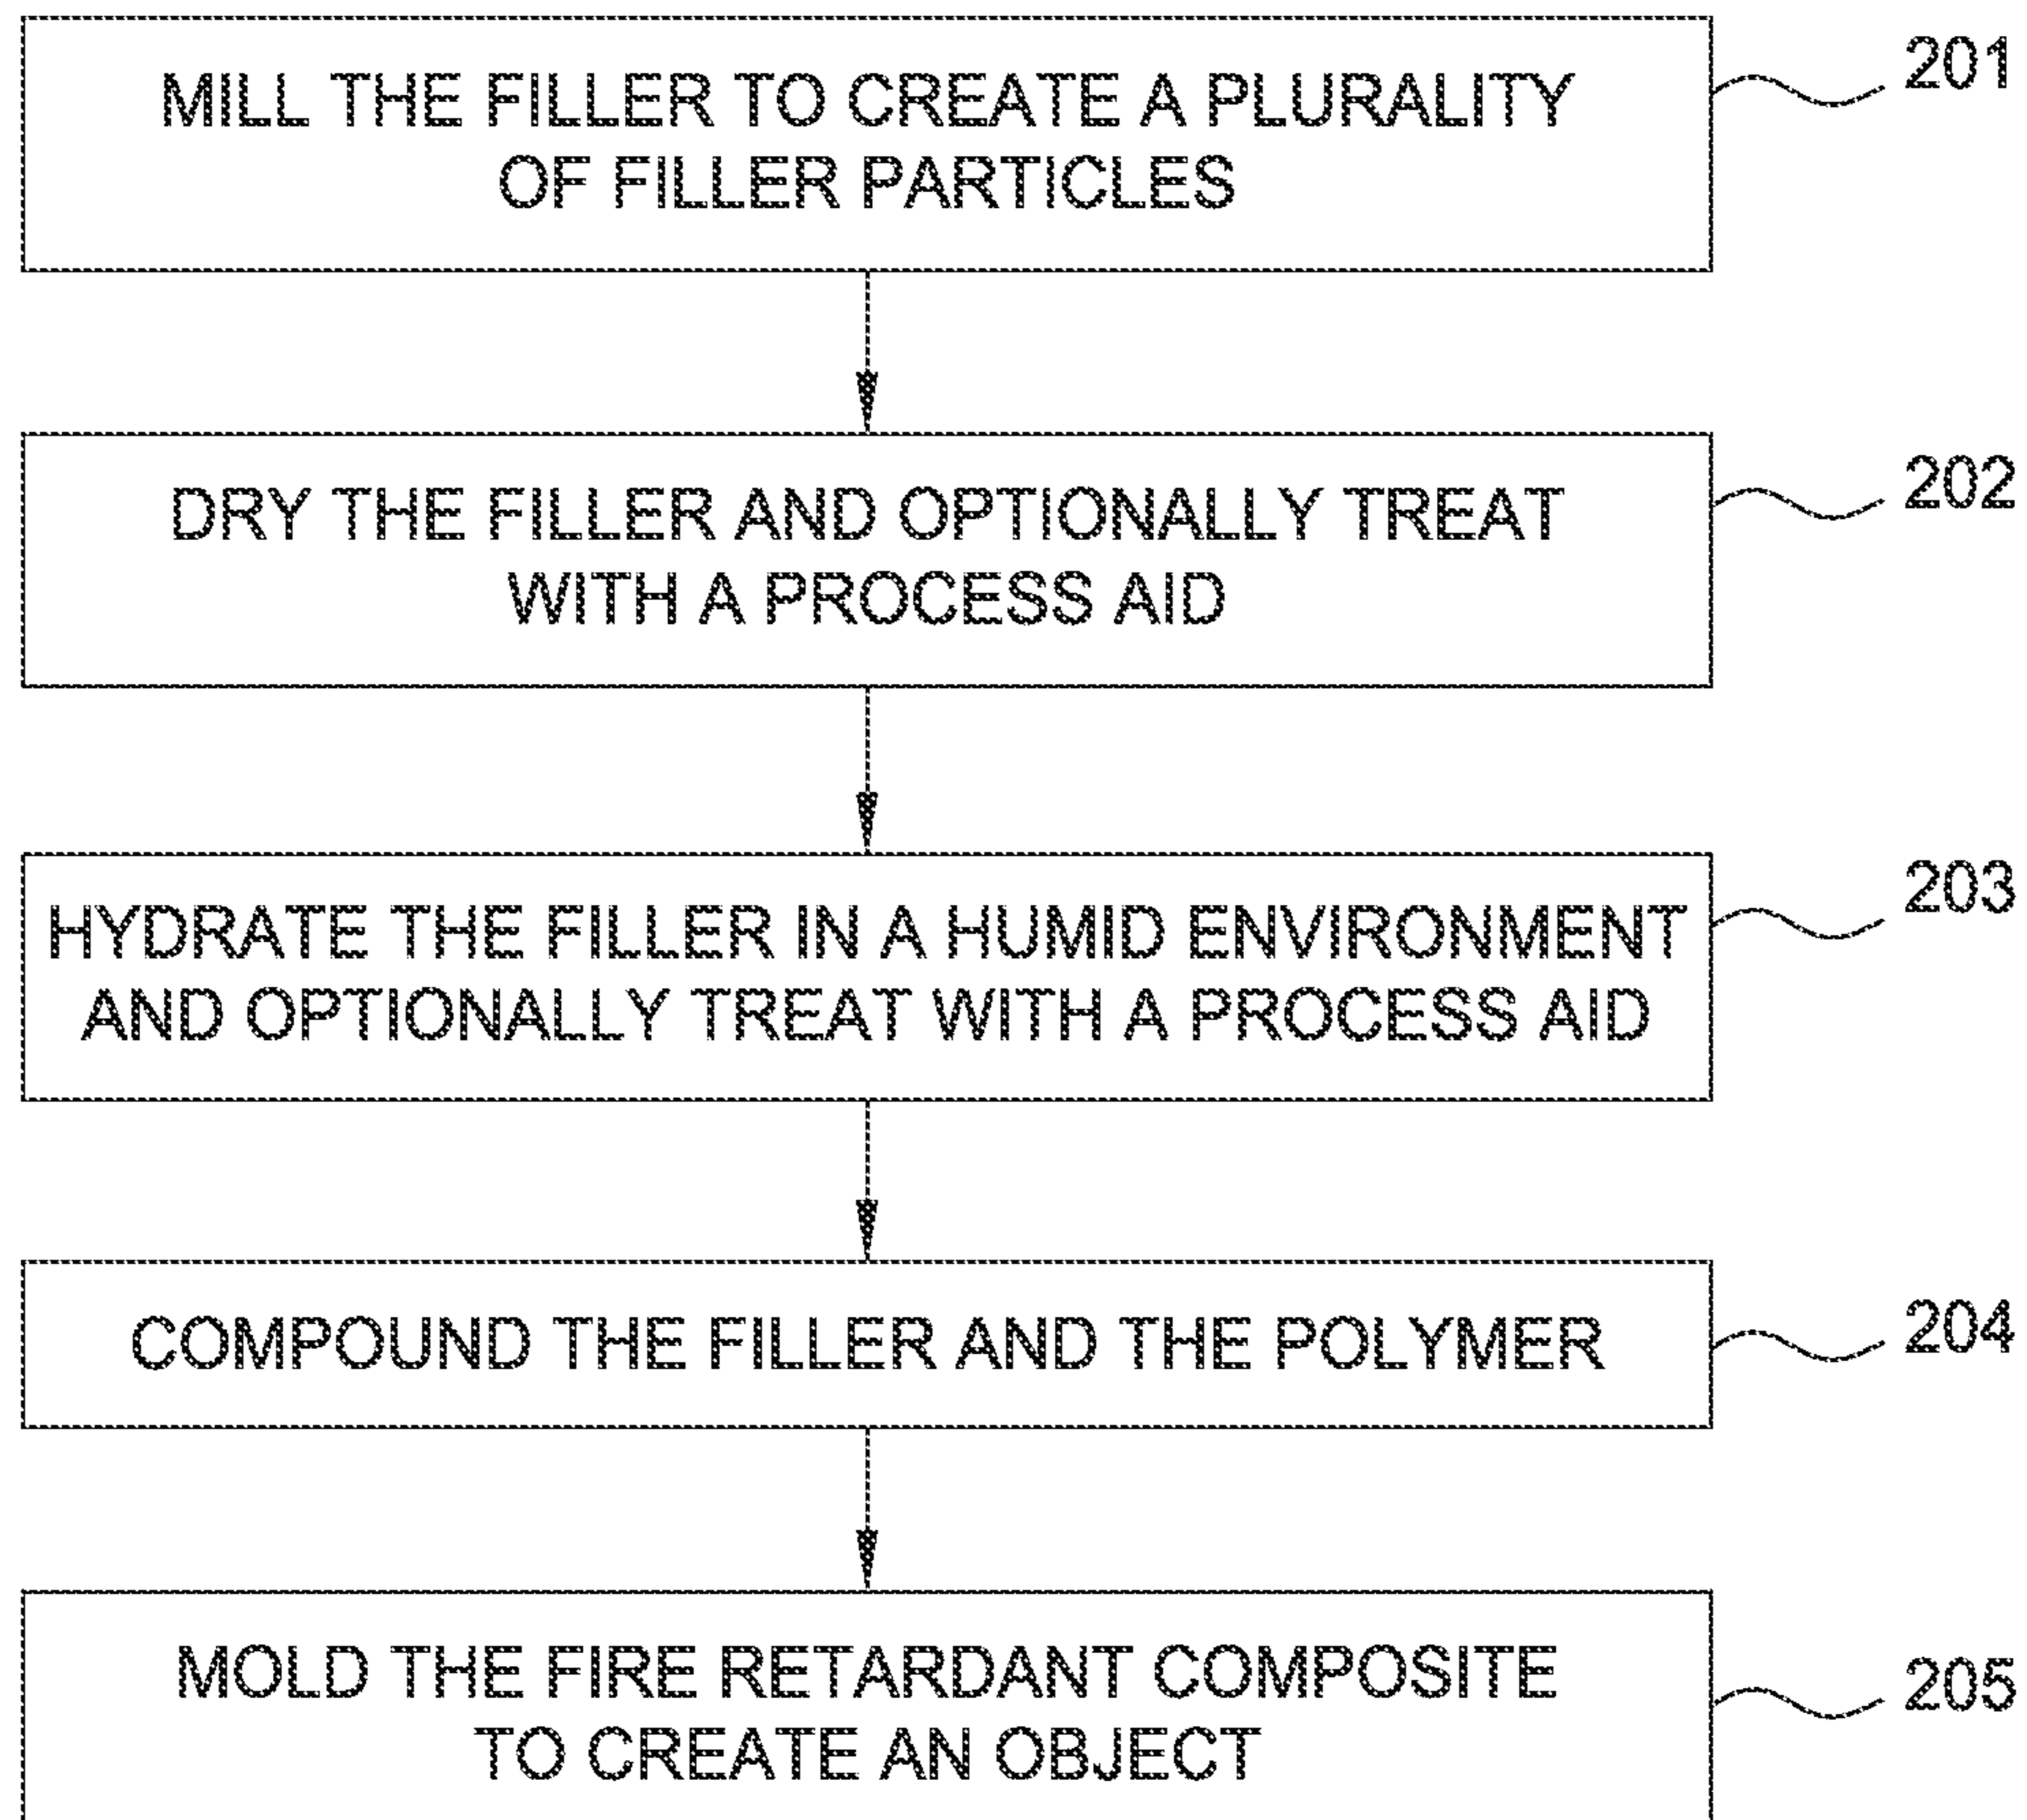 MILL THE FILLER TO CREATE A PLURALITY
OF FILLER PARTICLES
201
DRY THE FILLER AND OPTIONALLY TREAT
WITH A PROCESS AID
202
HYDRATE THE FILLER IN A HUMID ENVIRONMENT
AND OPTIONALLY TREAT WITH A PROCESS AID
203
COMPOUND THE FILLER AND THE POLYMER
204
MOLD THE FIRE RETARDANT COMPOSITE
TO CREATE AN OBJECT
205